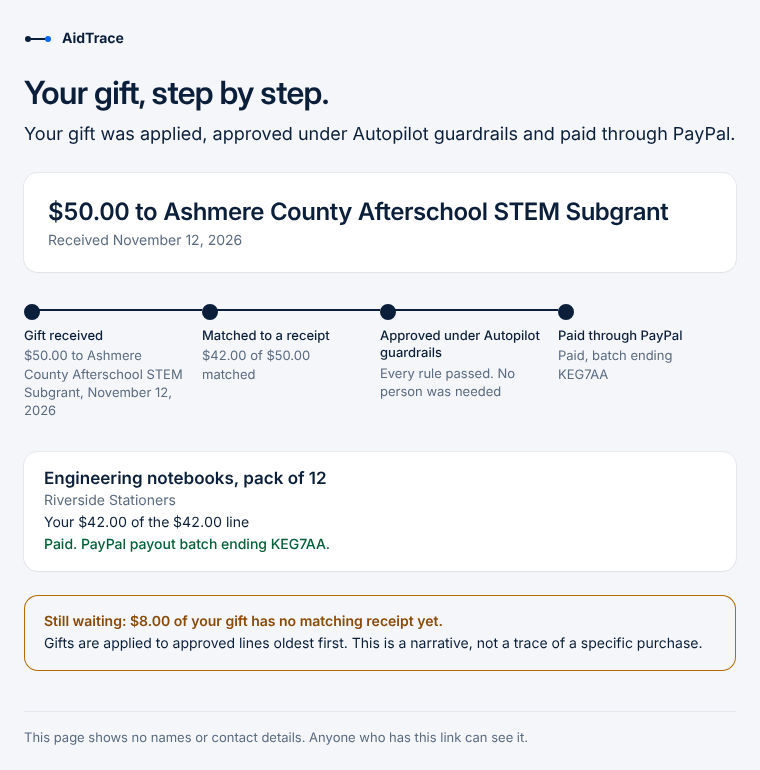 AidTrace
Your gift, step by step.
Your gift was applied, approved under Autopilot guardrails and paid through PayPal.
$50.00 to Ashmere County Afterschool STEM Subgrant
Received November 12, 2026
Gift received
$50.00 to Ashmere
County Afterschool STEM
Subgrant, November 12,
2026
Matched to a receipt
$42.00 of $50.00
matched
Approved under Autopilot
guardrails
Every rule passed. No
person was needed
Paid through PayPal
Paid, batch ending
KEG7AA
Engineering notebooks, pack of 12
Riverside Stationers
Your $42.00 of the $42.00 line
Paid. PayPal payout batch ending KEG7AA.
Still waiting: $8.00 of your gift has no matching receipt yet.
Gifts are applied to approved lines oldest first. This is a narrative, not a trace of a specific purchase.
This page shows no names or contact details. Anyone who has this link can see it.